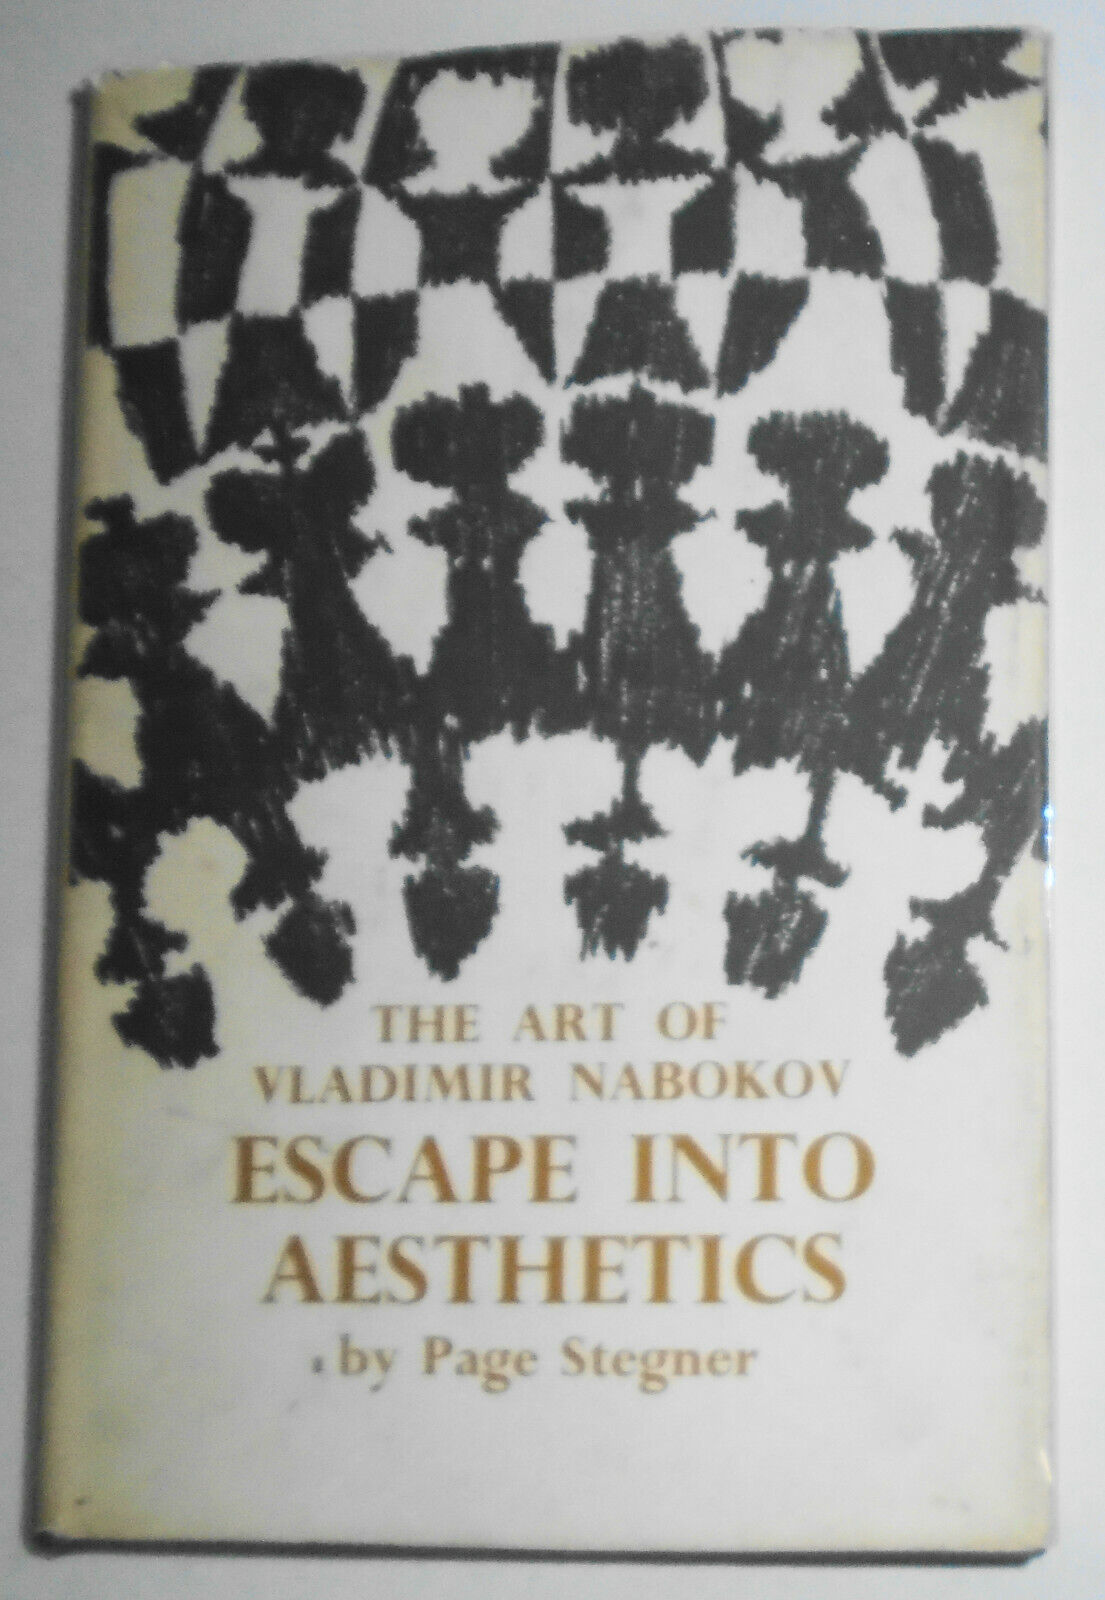 THE ART OF
VLADIMIR NABOKOV
ESCAPE INTO
AESTHETICS
by Page Stegner